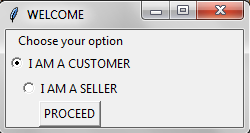 WELCOME
Choose your option
I AM A CUSTOMER
I AM A SELLER
PROCEED